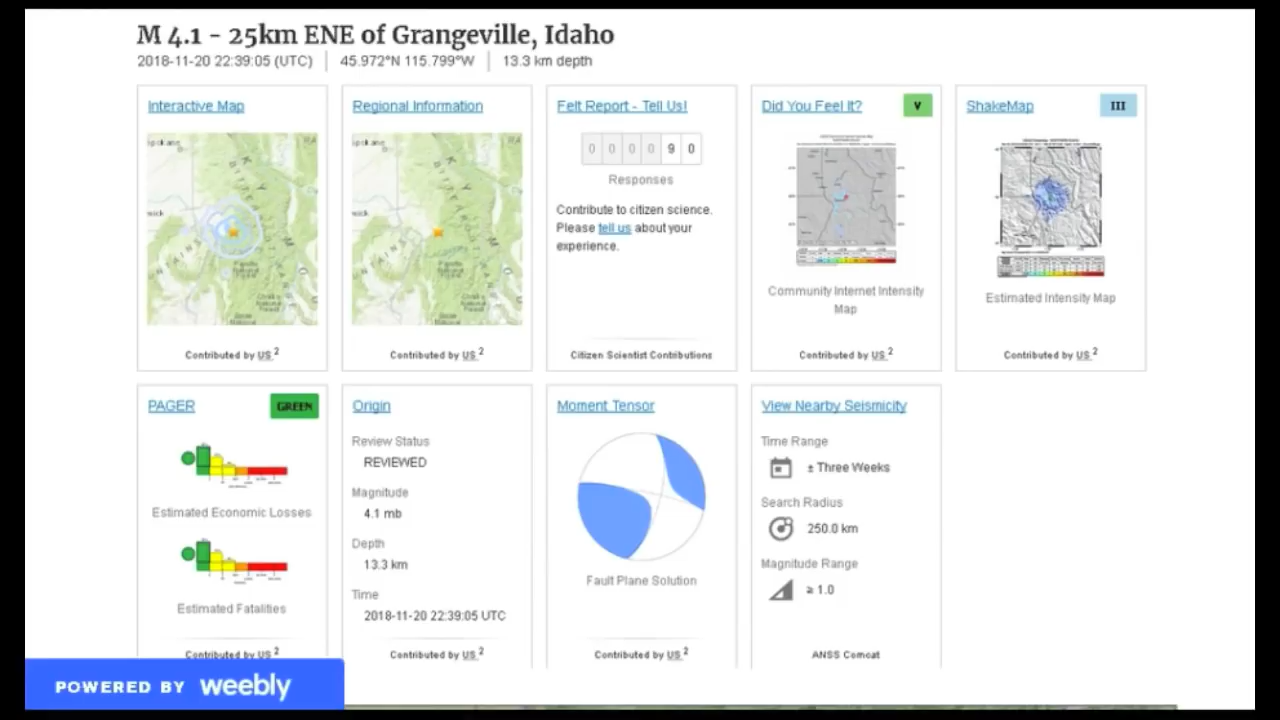 M 4.1 - 25km ENE of Grangeville, Idaho
2018-11-20 22:39:05 (UTC) 45.972°N 115.799°W 13.3 km depth
Interactive Map
Regional Information
Felt Report - Tell Us!
0 0 0 0 9 0
Responses
Contribute to citizen science.
Please tell us about your
experience.
Did You Feel It? V
Community Internet Intensity
Map
ShakeMap III
Estimated Intensity Map
Contributed by US 2
Contributed by US 2
Citizen Scientist Contributions
Contributed by US 2
Contributed by US 2
PAGER GREEN
Estimated Economic Losses
Estimated Fatalities
Contributed by US 2
Origin
Review Status
REVIEWED
Magnitude
4.1 mb
Depth
13.3 km
Time
2018-11-20 22:39:05 UTC
Contributed by US 2
Moment Tensor
Fault Plane Solution
Contributed by US 2
View Nearby Seismicity
Time Range
± Three Weeks
Search Radius
250.0 km
Magnitude Range
≥ 1.0
ANSS Comcat
POWERED BY weebly